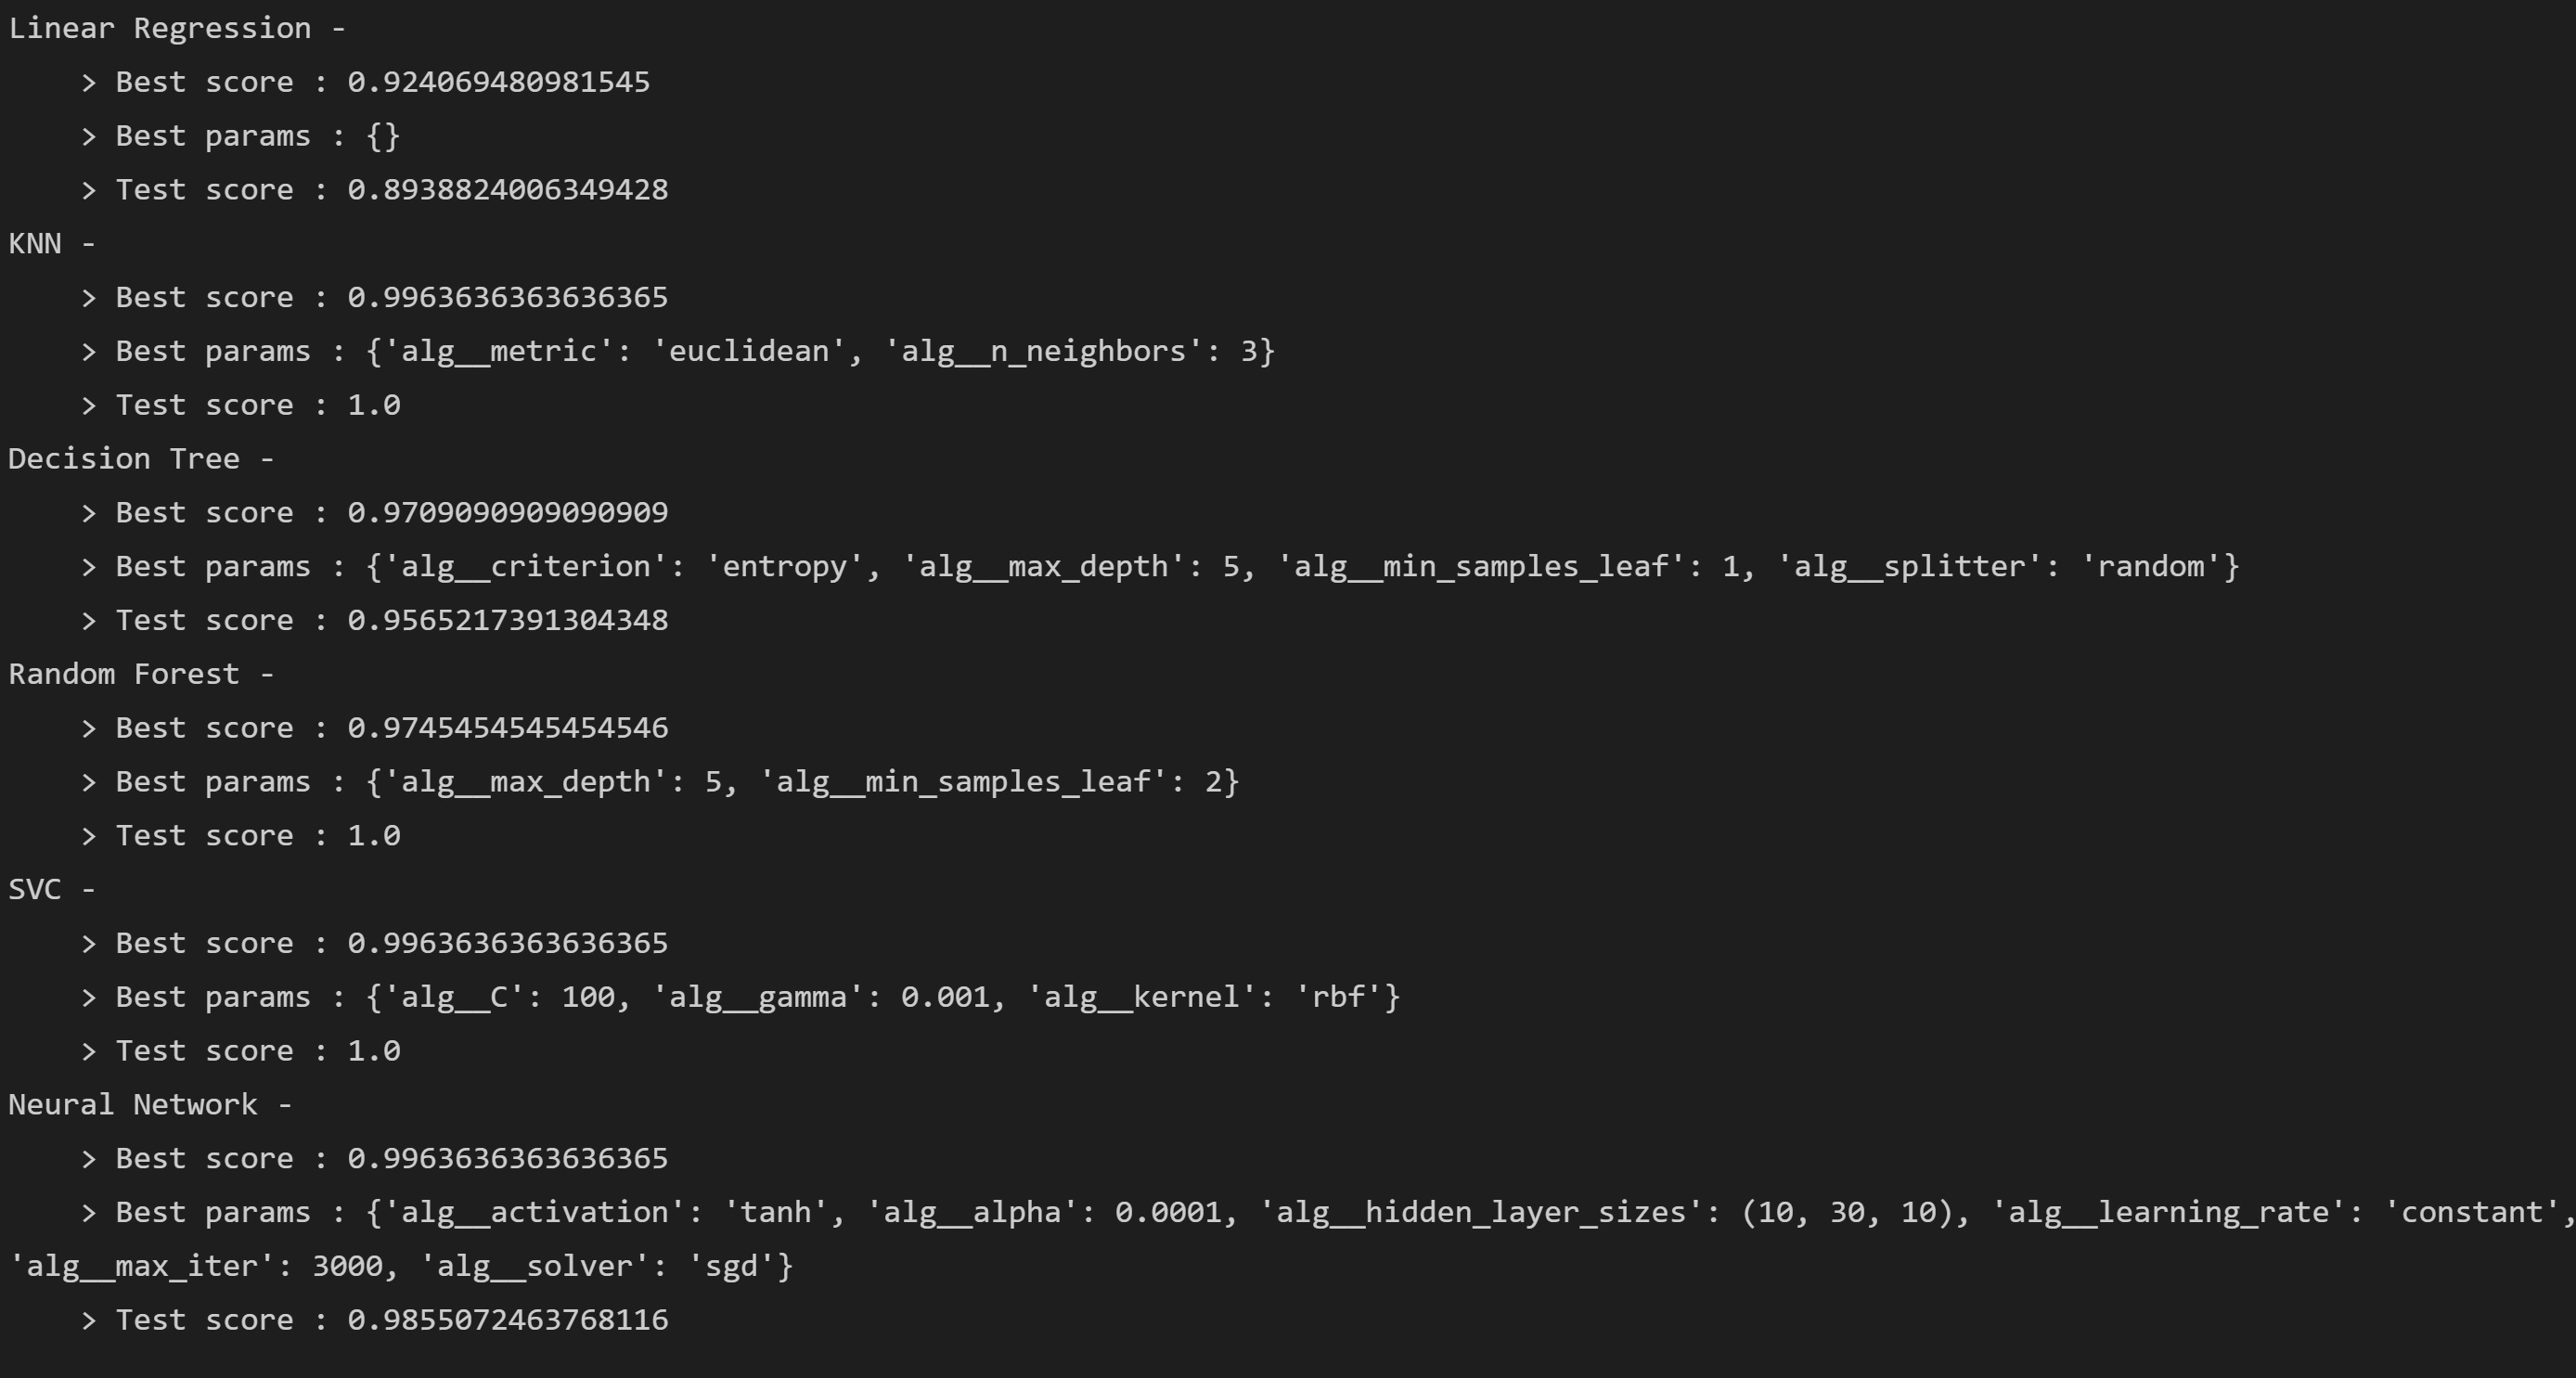 Linear Regression -
    > Best score : 0.924069480981545
    > Best params : {}
    > Test score : 0.8938824006349428
KNN -
    > Best score : 0.9963636363636365
    > Best params : {'alg__metric': 'euclidean', 'alg__n_neighbors': 3}
    > Test score : 1.0
Decision Tree -
    > Best score : 0.9709090909090909
    > Best params : {'alg__criterion': 'entropy', 'alg__max_depth': 5, 'alg__min_samples_leaf': 1, 'alg__splitter': 'random'}
    > Test score : 0.9565217391304348
Random Forest -
    > Best score : 0.9745454545454546
    > Best params : {'alg__max_depth': 5, 'alg__min_samples_leaf': 2}
    > Test score : 1.0
SVC -
    > Best score : 0.9963636363636365
    > Best params : {'alg__C': 100, 'alg__gamma': 0.001, 'alg__kernel': 'rbf'}
    > Test score : 1.0
Neural Network -
    > Best score : 0.9963636363636365
    > Best params : {'alg__activation': 'tanh', 'alg__alpha': 0.0001, 'alg__hidden_layer_sizes': (10, 30, 10), 'alg__learning_rate': 'constant',
'alg__max_iter': 3000, 'alg__solver': 'sgd'}
    > Test score : 0.9855072463768116